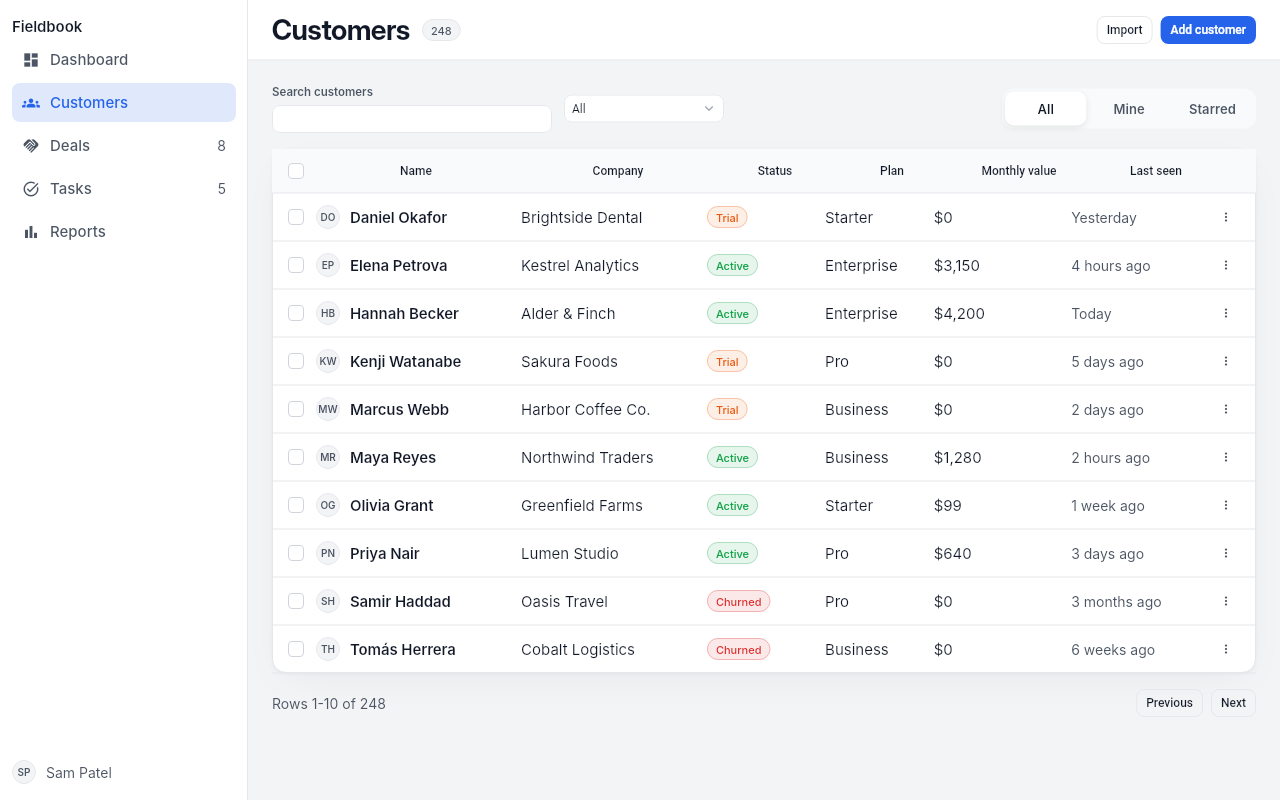 Fieldbook
Dashboard
Customers
Deals 8
Tasks 5
Reports
SP Sam Patel
Customers 248
Import Add customer
Search customers
All
All Mine Starred
Name Company Status Plan Monthly value Last seen
DO Daniel Okafor Brightside Dental Trial Starter $0 Yesterday
EP Elena Petrova Kestrel Analytics Active Enterprise $3,150 4 hours ago
HB Hannah Becker Alder & Finch Active Enterprise $4,200 Today
KW Kenji Watanabe Sakura Foods Trial Pro $0 5 days ago
MW Marcus Webb Harbor Coffee Co. Trial Business $0 2 days ago
MR Maya Reyes Northwind Traders Active Business $1,280 2 hours ago
OG Olivia Grant Greenfield Farms Active Starter $99 1 week ago
PN Priya Nair Lumen Studio Active Pro $640 3 days ago
SH Samir Haddad Oasis Travel Churned Pro $0 3 months ago
TH Tomás Herrera Cobalt Logistics Churned Business $0 6 weeks ago
Rows 1-10 of 248
Previous Next